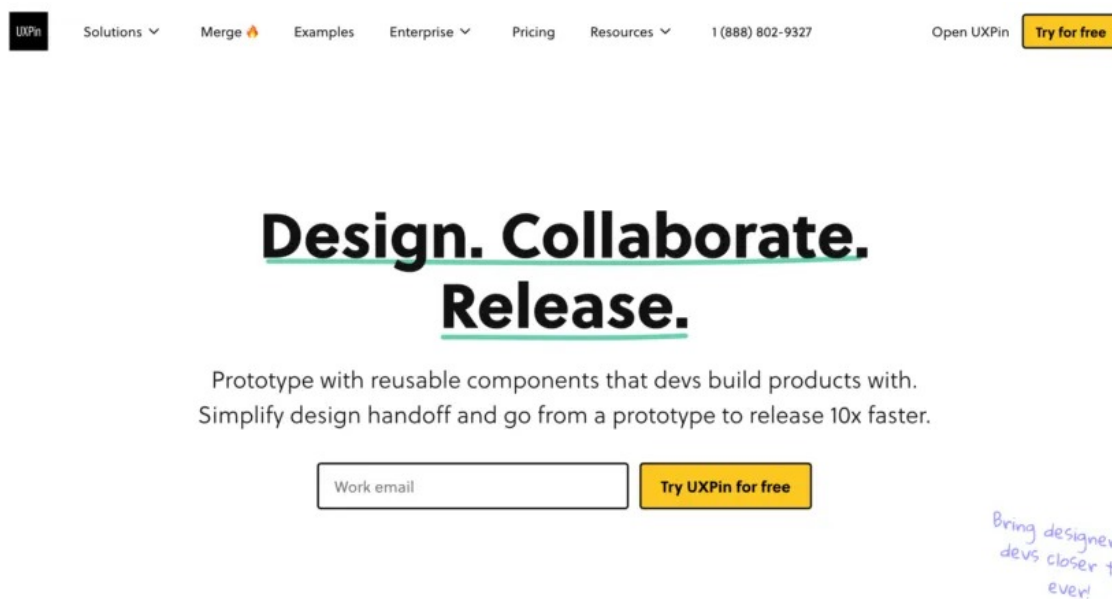 UXPin Solutions Merge 🔥 Examples Enterprise Pricing Resources 1 (888) 802-9327 Open UXPin Try for free
Design. Collaborate.
Release.
Prototype with reusable components that devs build products with.
Simplify design handoff and go from a prototype to release 10x faster.
Work email Try UXPin for free
Bring designer
devs closer t
ever!